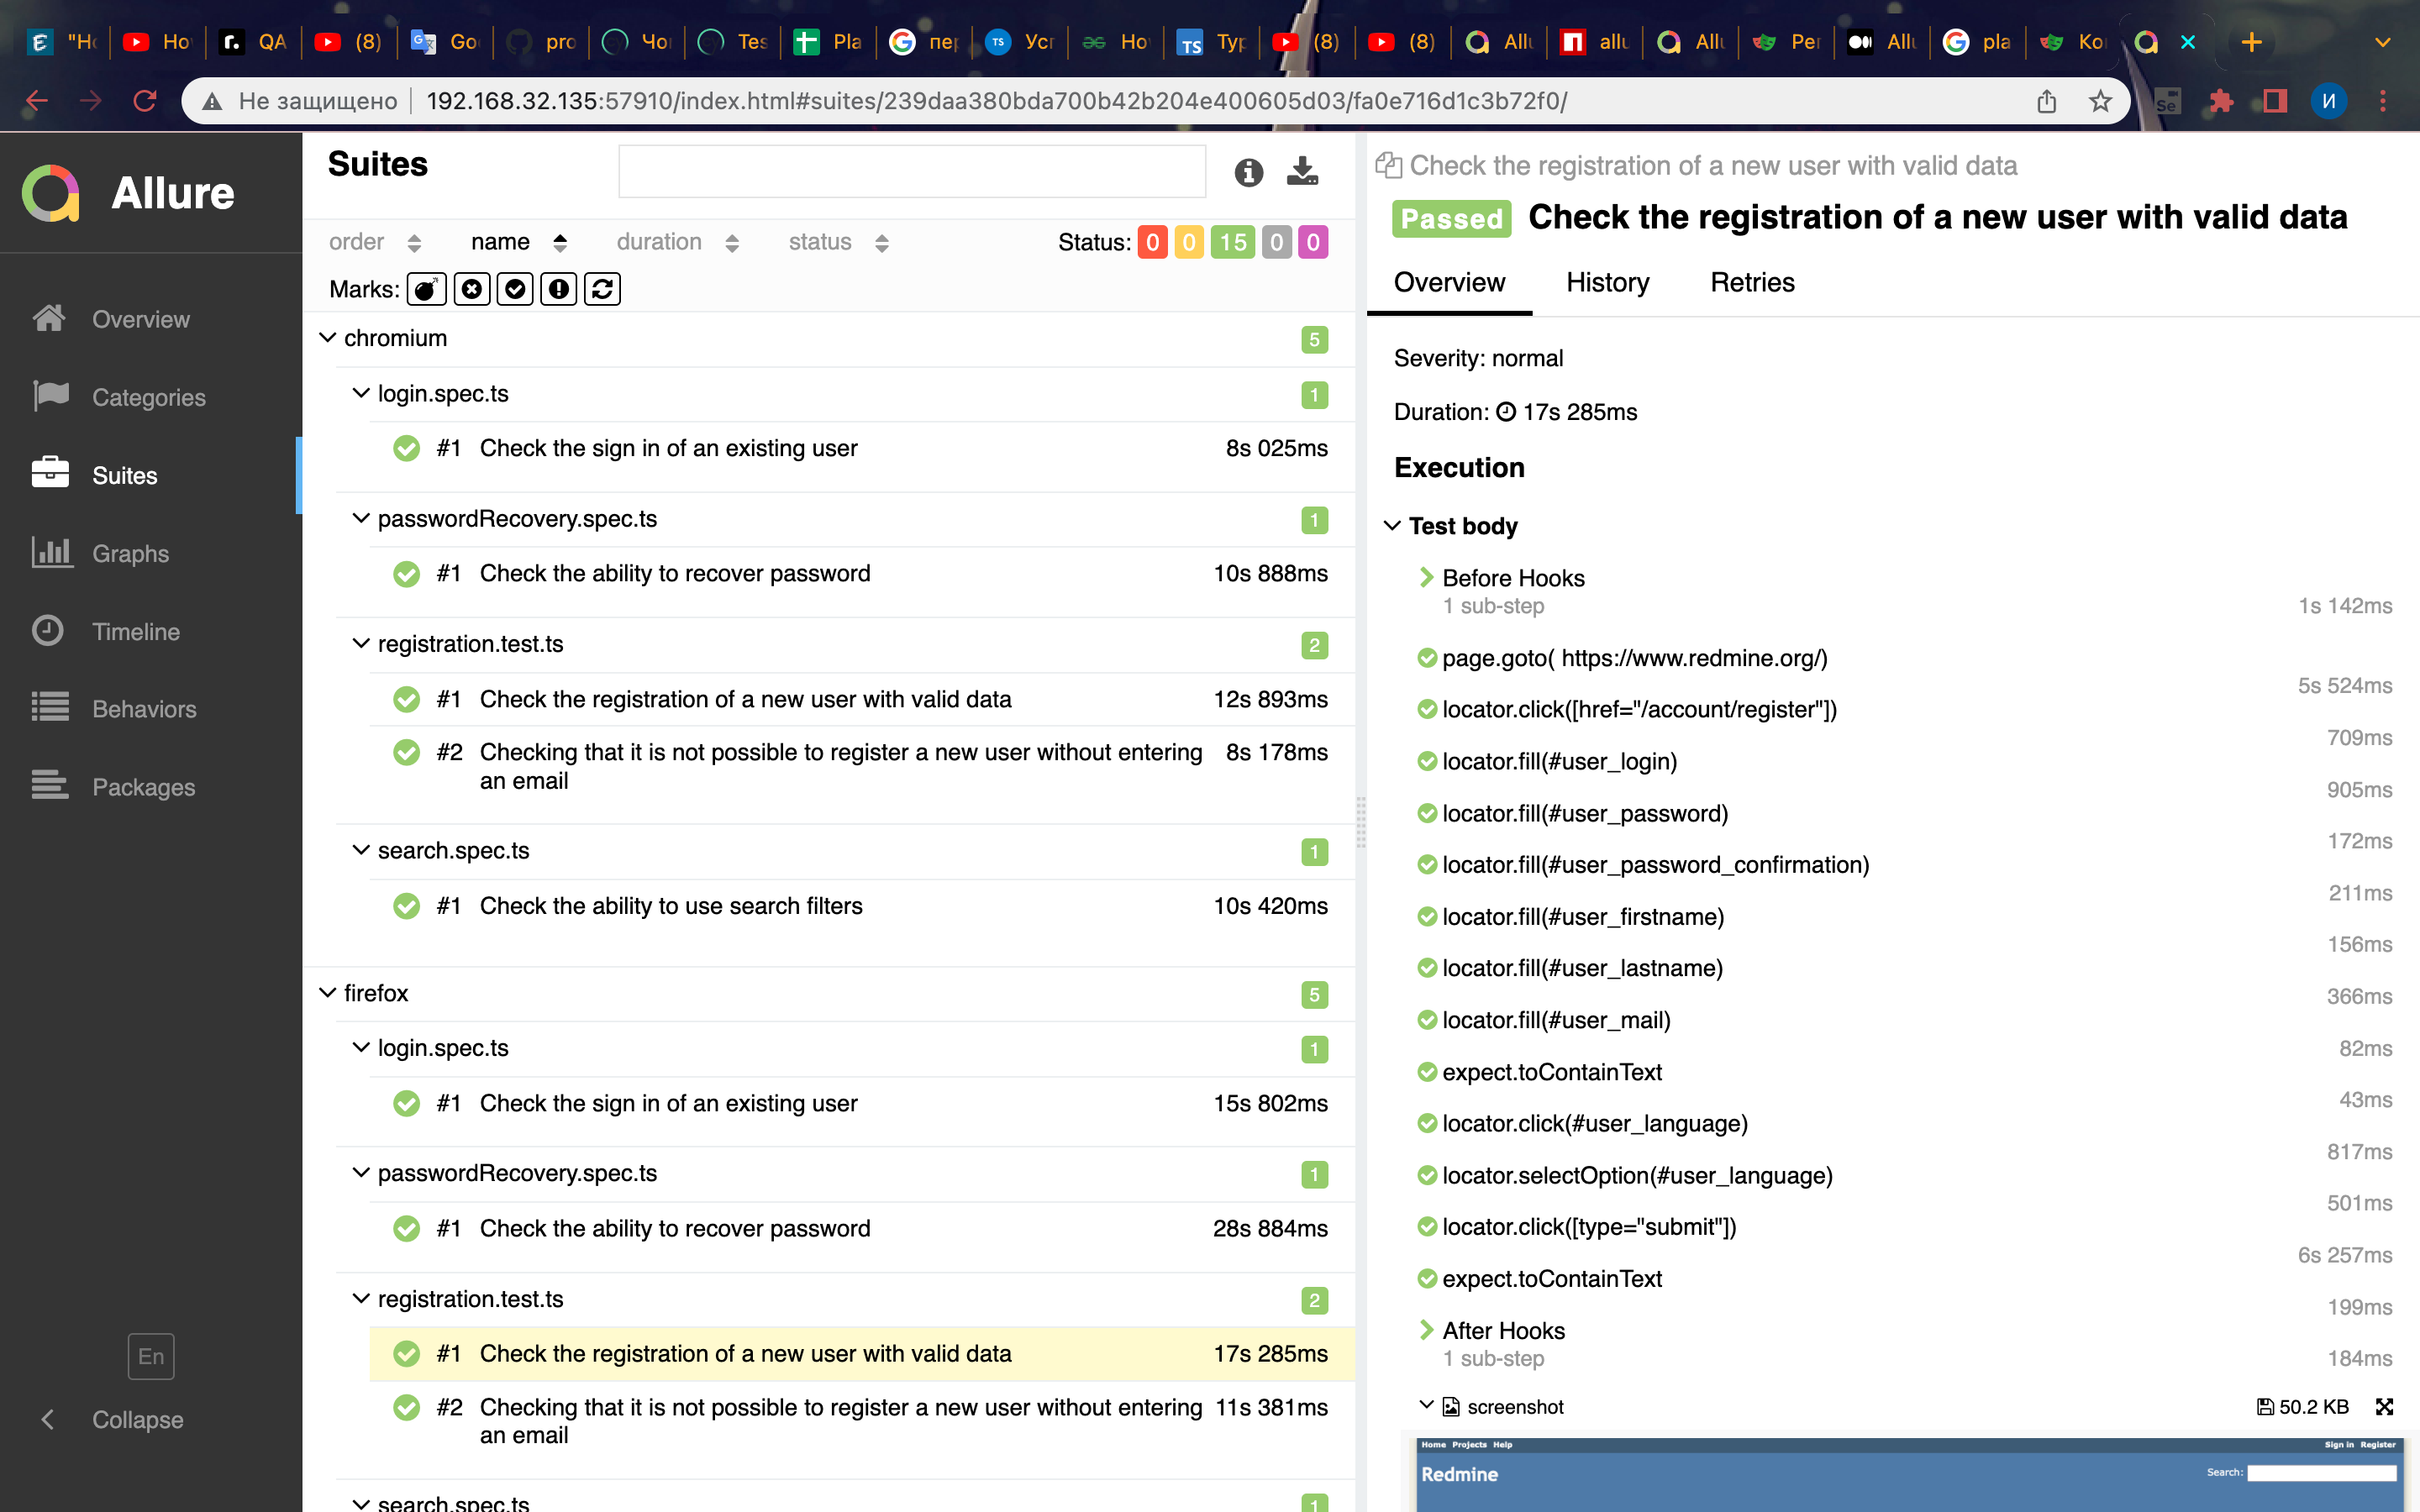 "Но
Но
QA
(8)
Go
pro
Чо
Tes
Pla
пер
Уст
Но
Typ
(8)
(8)
Allu
allu
Allu
Per
Allu
pla
Ко
Не защищено
192.168.32.135:57910/index.html#suites/239daa380bda700b42b204e400605d03/fa0e716d1c3b72f0/
Se
И
Allure
Overview
Categories
Suites
Graphs
Timeline
Behaviors
Packages
En
Collapse
Suites
order name duration status Status: 0 0 15 0 0
Marks:
chromium 5
login.spec.ts 1
#1 Check the sign in of an existing user 8s 025ms
passwordRecovery.spec.ts 1
#1 Check the ability to recover password 10s 888ms
registration.test.ts 2
#1 Check the registration of a new user with valid data 12s 893ms
#2 Checking that it is not possible to register a new user without entering 8s 178ms
an email
search.spec.ts 1
#1 Check the ability to use search filters 10s 420ms
firefox 5
login.spec.ts 1
#1 Check the sign in of an existing user 15s 802ms
passwordRecovery.spec.ts 1
#1 Check the ability to recover password 28s 884ms
registration.test.ts 2
#1 Check the registration of a new user with valid data 17s 285ms
#2 Checking that it is not possible to register a new user without entering 11s 381ms
an email
search.spec.ts 1
Check the registration of a new user with valid data
Passed Check the registration of a new user with valid data
Overview History Retries
Severity: normal
Duration: 17s 285ms
Execution
Test body
Before Hooks
1 sub-step 1s 142ms
page.goto( https://www.redmine.org/)
5s 524ms
locator.click([href="/account/register"])
709ms
locator.fill(#user_login)
905ms
locator.fill(#user_password)
172ms
locator.fill(#user_password_confirmation)
211ms
locator.fill(#user_firstname)
156ms
locator.fill(#user_lastname)
366ms
locator.fill(#user_mail)
82ms
expect.toContainText
43ms
locator.click(#user_language)
817ms
locator.selectOption(#user_language)
501ms
locator.click([type="submit"])
6s 257ms
expect.toContainText
199ms
After Hooks
1 sub-step 184ms
screenshot 50.2 KB
Home Projects Help Sign in Register
Redmine Search: